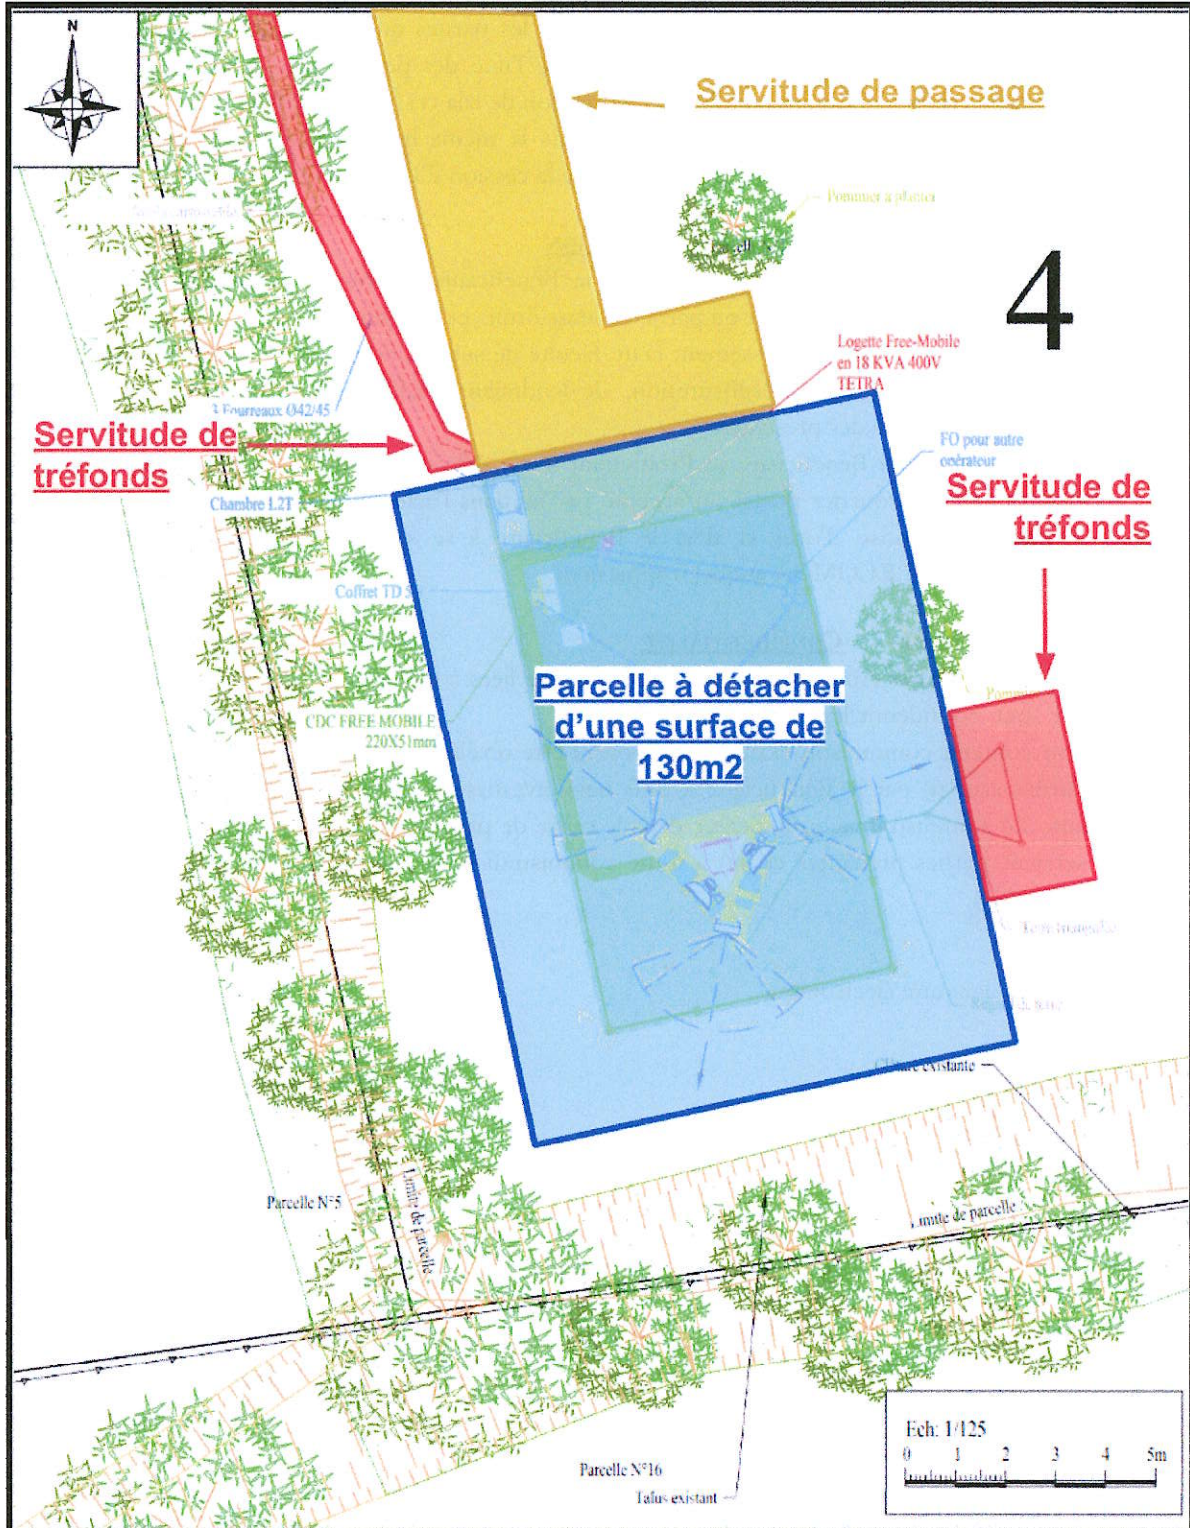 N
Servitude de passage
Pommier à planter
4
Logette Free-Mobile
en 18 KVA 400V
TETRA
3 Fourreaux Ø42/45
Servitude de
tréfonds
FO pour autre
opérateur
Chambre L2T
Servitude de
tréfonds
Coffret TD 5
Parcelle à détacher
d'une surface de
130m2
CDC FREE MOBILE
220X51mm
existante
Parcelle N°5
Limite de parcelle
Limite de parcelle
Ech: 1/125
0 1 2 3 4 5m
Parcelle N°16
Talus existant